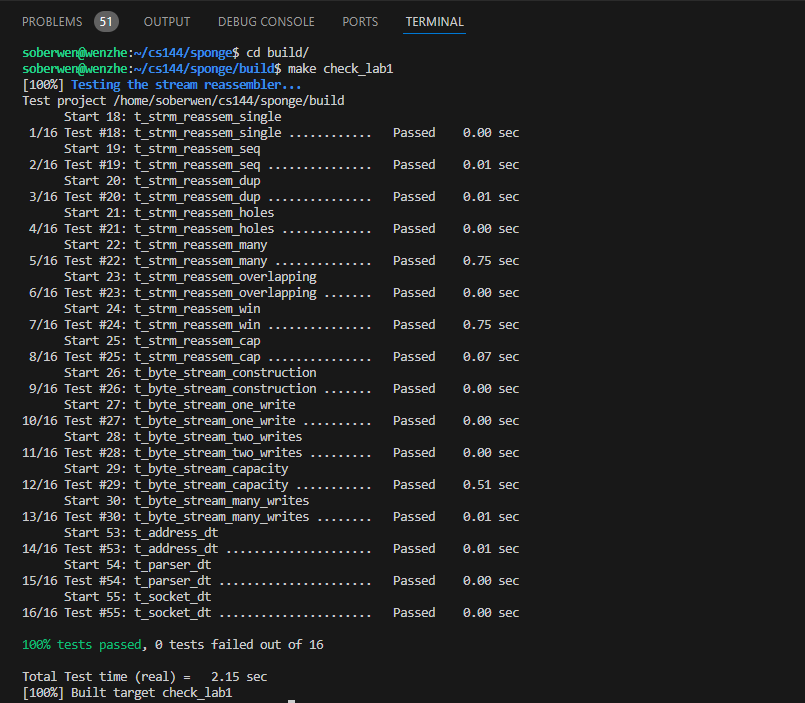 PROBLEMS 51 OUTPUT DEBUG CONSOLE PORTS TERMINAL
soberwen@wenzhe:~/cs144/sponge$ cd build/
soberwen@wenzhe:~/cs144/sponge/build$ make check_lab1
[100%] Testing the stream reassembler...
Test project /home/soberwen/cs144/sponge/build
Start 18: t_strm_reassem_single
1/16 Test #18: t_strm_reassem_single ............ Passed 0.00 sec
Start 19: t_strm_reassem_seq
2/16 Test #19: t_strm_reassem_seq ............... Passed 0.01 sec
Start 20: t_strm_reassem_dup
3/16 Test #20: t_strm_reassem_dup ............... Passed 0.01 sec
Start 21: t_strm_reassem_holes
4/16 Test #21: t_strm_reassem_holes ............. Passed 0.00 sec
Start 22: t_strm_reassem_many
5/16 Test #22: t_strm_reassem_many .............. Passed 0.75 sec
Start 23: t_strm_reassem_overlapping
6/16 Test #23: t_strm_reassem_overlapping ....... Passed 0.00 sec
Start 24: t_strm_reassem_win
7/16 Test #24: t_strm_reassem_win ............... Passed 0.75 sec
Start 25: t_strm_reassem_cap
8/16 Test #25: t_strm_reassem_cap ............... Passed 0.07 sec
Start 26: t_byte_stream_construction
9/16 Test #26: t_byte_stream_construction ....... Passed 0.00 sec
Start 27: t_byte_stream_one_write
10/16 Test #27: t_byte_stream_one_write .......... Passed 0.00 sec
Start 28: t_byte_stream_two_writes
11/16 Test #28: t_byte_stream_two_writes ......... Passed 0.00 sec
Start 29: t_byte_stream_capacity
12/16 Test #29: t_byte_stream_capacity ........... Passed 0.51 sec
Start 30: t_byte_stream_many_writes
13/16 Test #30: t_byte_stream_many_writes ........ Passed 0.01 sec
Start 53: t_address_dt
14/16 Test #53: t_address_dt ..................... Passed 0.01 sec
Start 54: t_parser_dt
15/16 Test #54: t_parser_dt ...................... Passed 0.00 sec
Start 55: t_socket_dt
16/16 Test #55: t_socket_dt ...................... Passed 0.00 sec
100% tests passed, 0 tests failed out of 16
Total Test time (real) = 2.15 sec
[100%] Built target check_lab1